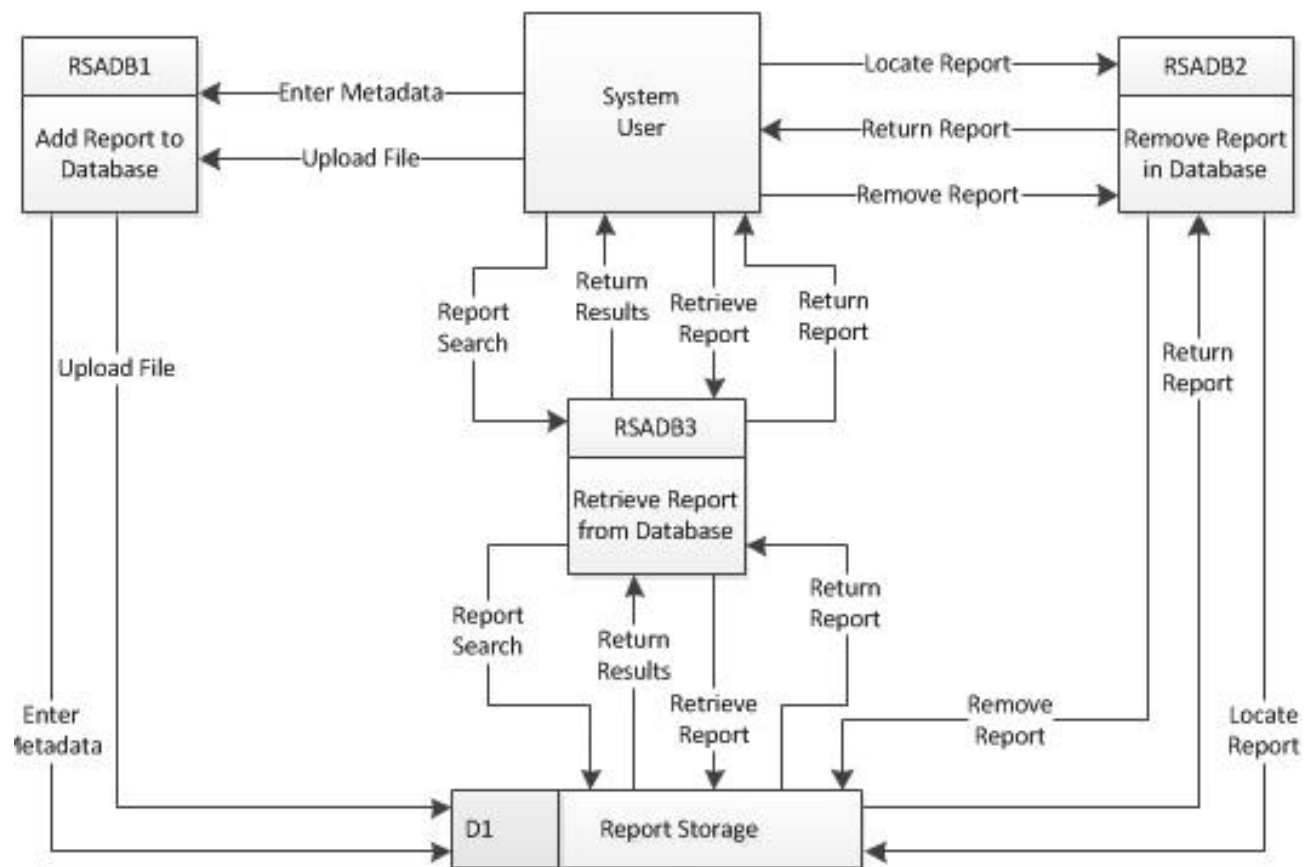 RSADB1
Add Report to
Database
Enter Metadata
Upload File
System
User
Locate Report
Return Report
Remove Report
RSADB2
Remove Report
in Database
Report
Search
Return
Results
Retrieve
Report
Return
Report
Upload File
Return
Report
RSADB3
Retrieve Report
from Database
Report
Search
Return
Results
Retrieve
Report
Return
Report
Enter
Metadata
Remove
Report
Locate
Report
D1
Report Storage